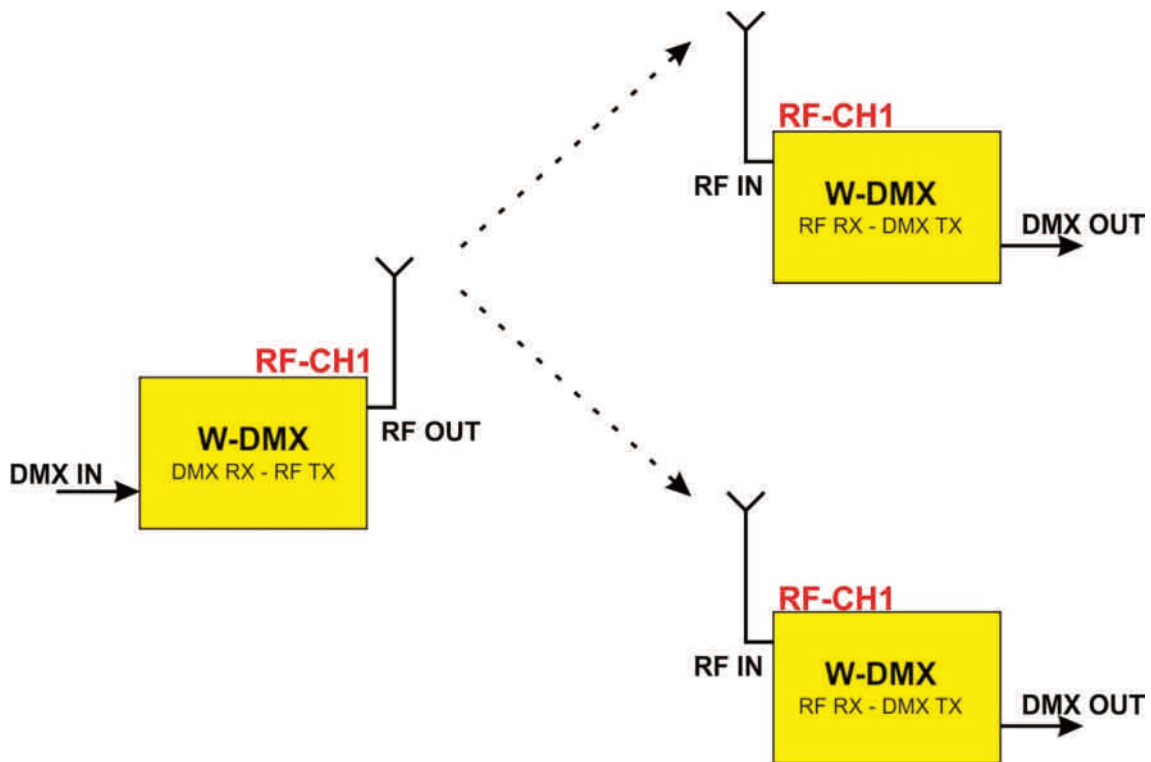 RF-CH1
W-DMX
RF RX - DMX TX
RF IN
DMX OUT
RF-CH1
W-DMX
DMX RX - RF TX
RF OUT
DMX IN
RF-CH1
W-DMX
RF RX - DMX TX
RF IN
DMX OUT